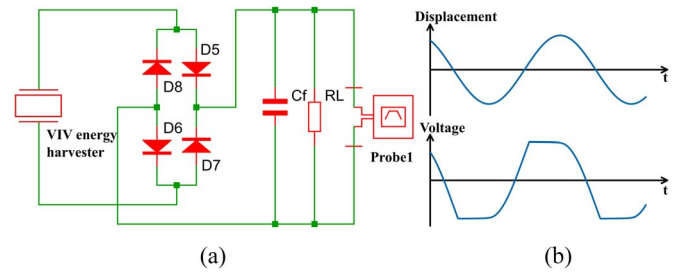 D5
D8
D6
D7
VIV energy
harvester
Cf
RL
Probe1
(a)
Displacement
t
Voltage
t
(b)